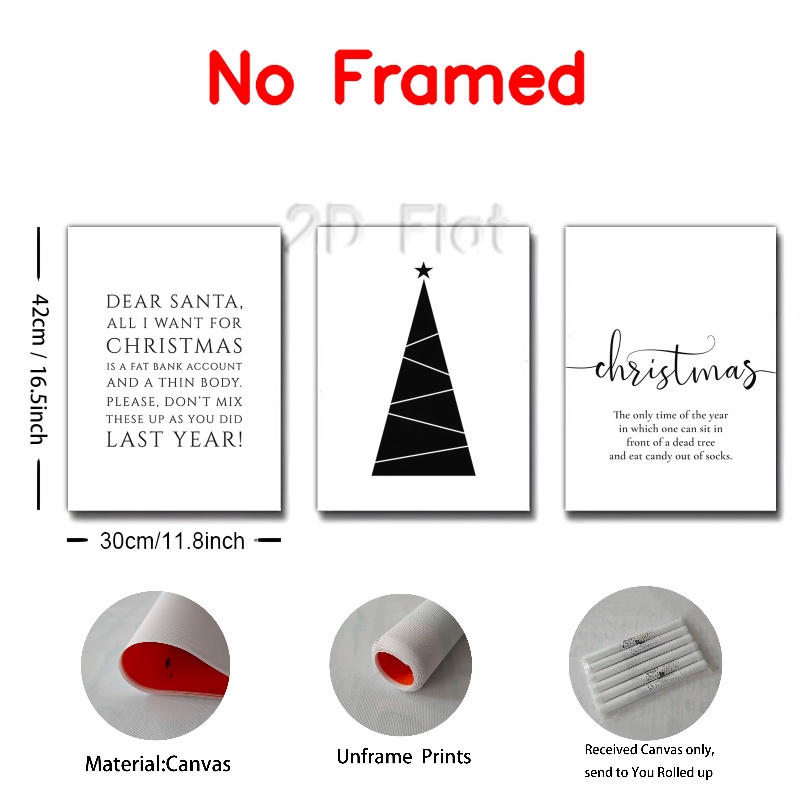 No Framed
2D Flat
DEAR SANTA,
ALL I WANT FOR
CHRISTMAS
IS A FAT BANK ACCOUNT
AND A THIN BODY.
PLEASE, DON'T MIX
THESE UP AS YOU DID
LAST YEAR!
christmas
The only time of the year
in which one can sit in
front of a dead tree
and eat candy out of socks.
42cm / 16.5inch
30cm/11.8inch
Material:Canvas
Unframe Prints
Received Canvas only,
send to You Rolled up